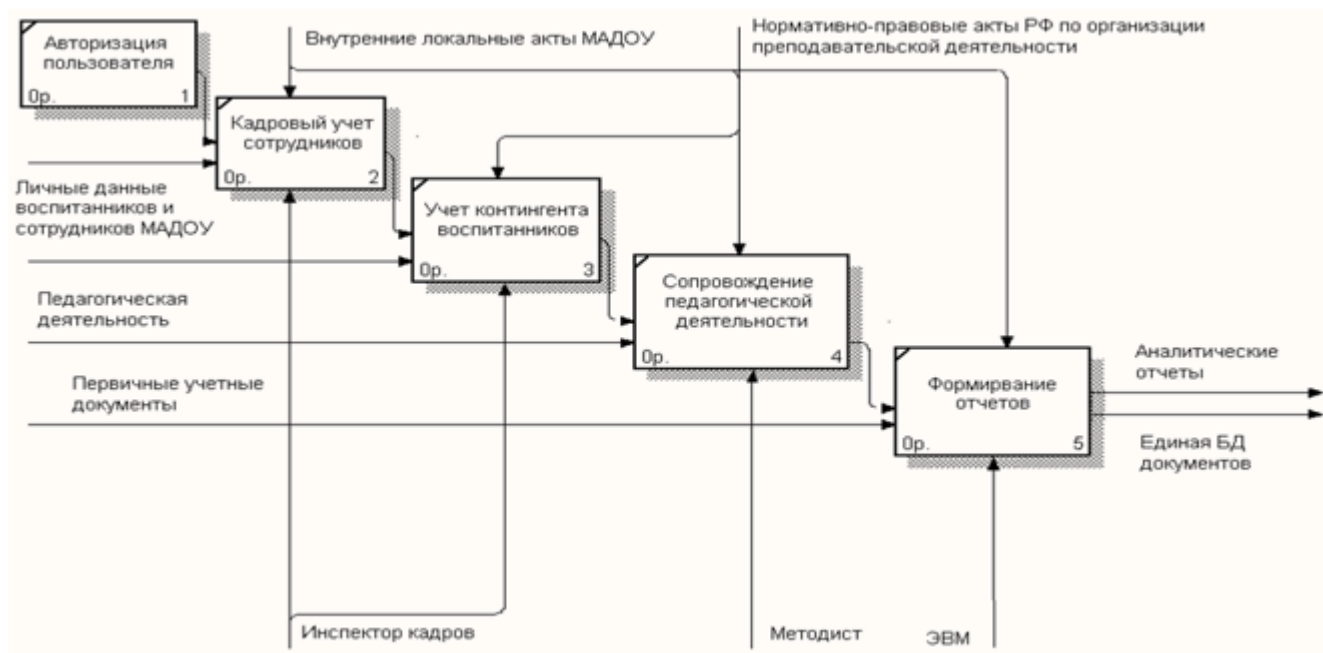 Авторизация
пользователя
0р. 1
Внутренние локальные акты МАДОУ
Нормативно-правовые акты РФ по организации
преподавательской деятельности
Кадровый учет
сотрудников
0р. 2
Личные данные
воспитанников и
сотрудников МАДОУ
Учет контингента
воспитанников
0р. 3
Педагогическая
деятельность
Сопровождение
педагогической
деятельности
0р. 4
Первичные учетные
документы
Формирвание
отчетов
0р. 5
Аналитические
отчеты
Единая БД
документов
Инспектор кадров
Методист
ЭВМ